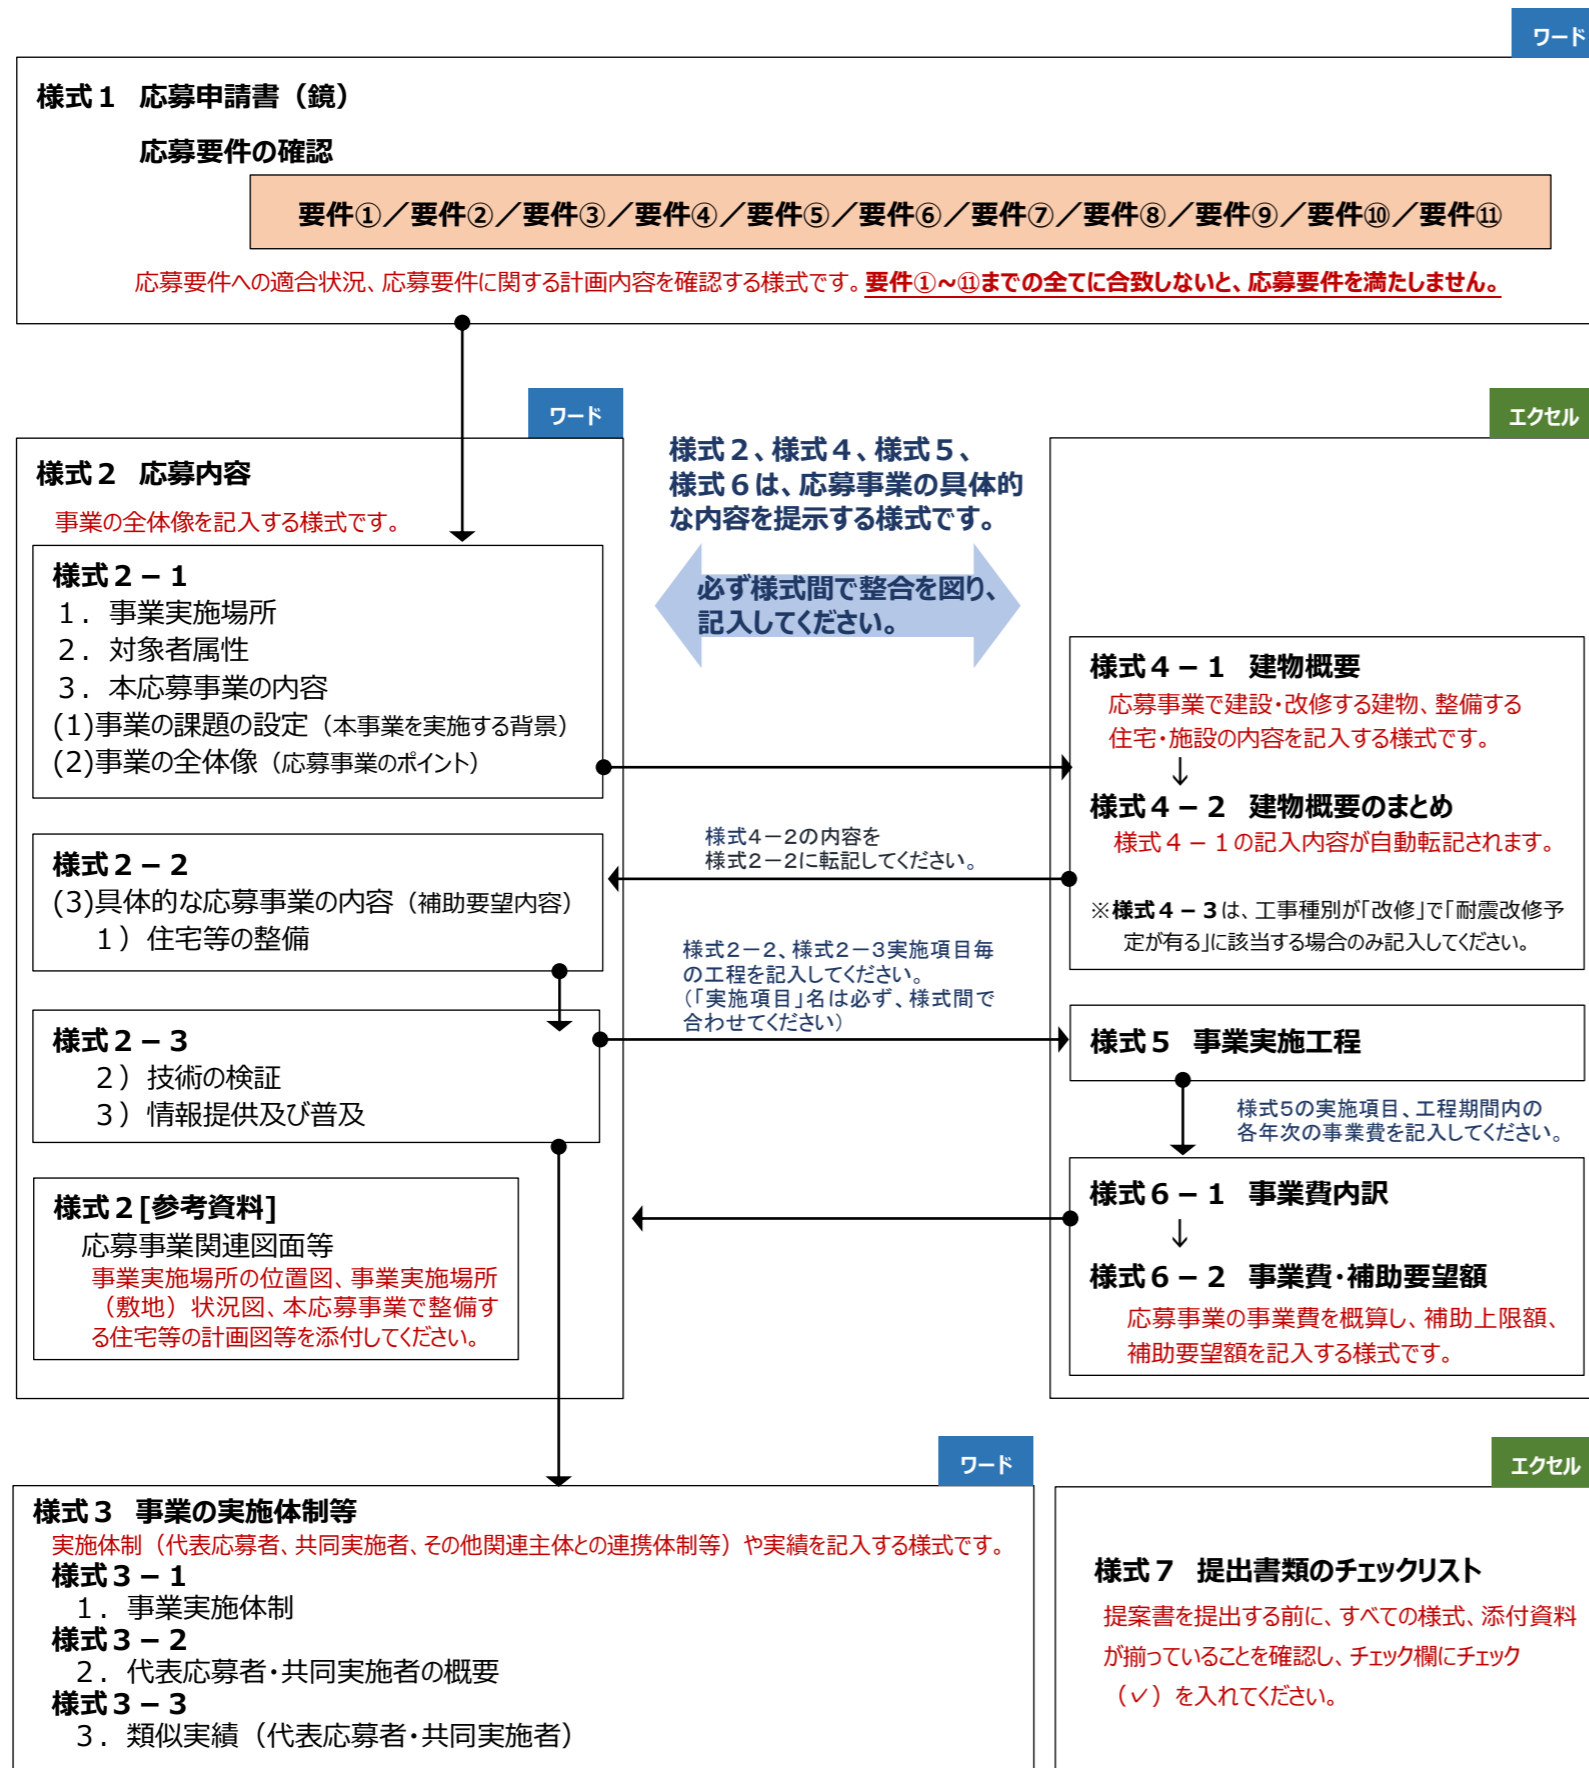 ワード
様式１ 応募申請書（鏡）
応募要件の確認
要件①／要件②／要件③／要件④／要件⑤／要件⑥／要件⑦／要件⑧／要件⑨／要件⑩／要件⑪
応募要件への適合状況、応募要件に関する計画内容を確認する様式です。要件①～⑪までの全てに合致しないと、応募要件を満たしません。
ワード
様式２ 応募内容
事業の全体像を記入する様式です。
様式２－１
１．事業実施場所
２．対象者属性
３．本応募事業の内容
(1)事業の課題の設定（本事業を実施する背景）
(2)事業の全体像（応募事業のポイント）
様式２－２
(3)具体的な応募事業の内容（補助要望内容）
１）住宅等の整備
様式２－３
２）技術の検証
３）情報提供及び普及
様式２[参考資料]
応募事業関連図面等
事業実施場所の位置図、事業実施場所
（敷地）状況図、本応募事業で整備す
る住宅等の計画図等を添付してください。
様式２、様式４、様式５、
様式６は、応募事業の具体的
な内容を提示する様式です。
必ず様式間で整合を図り、
記入してください。
様式４－２の内容を
様式２－２に転記してください。
様式２－２、様式２－３実施項目毎
の工程を記入してください。
（「実施項目」名は必ず、様式間で
合わせてください）
エクセル
様式４－１ 建物概要
応募事業で建設・改修する建物、整備する
住宅・施設の内容を記入する様式です。
↓
様式４－２ 建物概要のまとめ
様式４－１の記入内容が自動転記されます。
※様式４－３は、工事種別が「改修」で「耐震改修予
定が有る」に該当する場合のみ記入してください。
様式５ 事業実施工程
様式５の実施項目、工程期間内の
各年次の事業費を記入してください。
様式６－１ 事業費内訳
↓
様式６－２ 事業費・補助要望額
応募事業の事業費を概算し、補助上限額、
補助要望額を記入する様式です。
ワード
様式３ 事業の実施体制等
実施体制（代表応募者、共同実施者、その他関連主体との連携体制等）や実績を記入する様式です。
様式３－１
１．事業実施体制
様式３－２
２．代表応募者・共同実施者の概要
様式３－３
３．類似実績（代表応募者・共同実施者）
エクセル
様式７ 提出書類のチェックリスト
提案書を提出する前に、すべての様式、添付資料
が揃っていることを確認し、チェック欄にチェック
（✓）を入れてください。